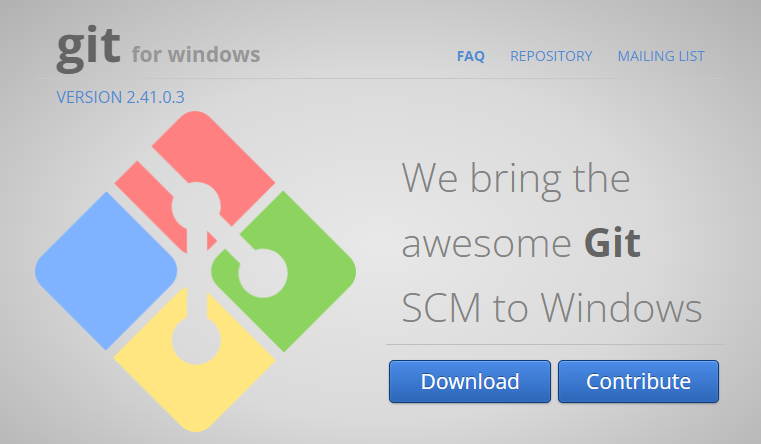 git for windows
FAQ REPOSITORY MAILING LIST
VERSION 2.41.0.3
We bring the
awesome Git
SCM to Windows
Download Contribute